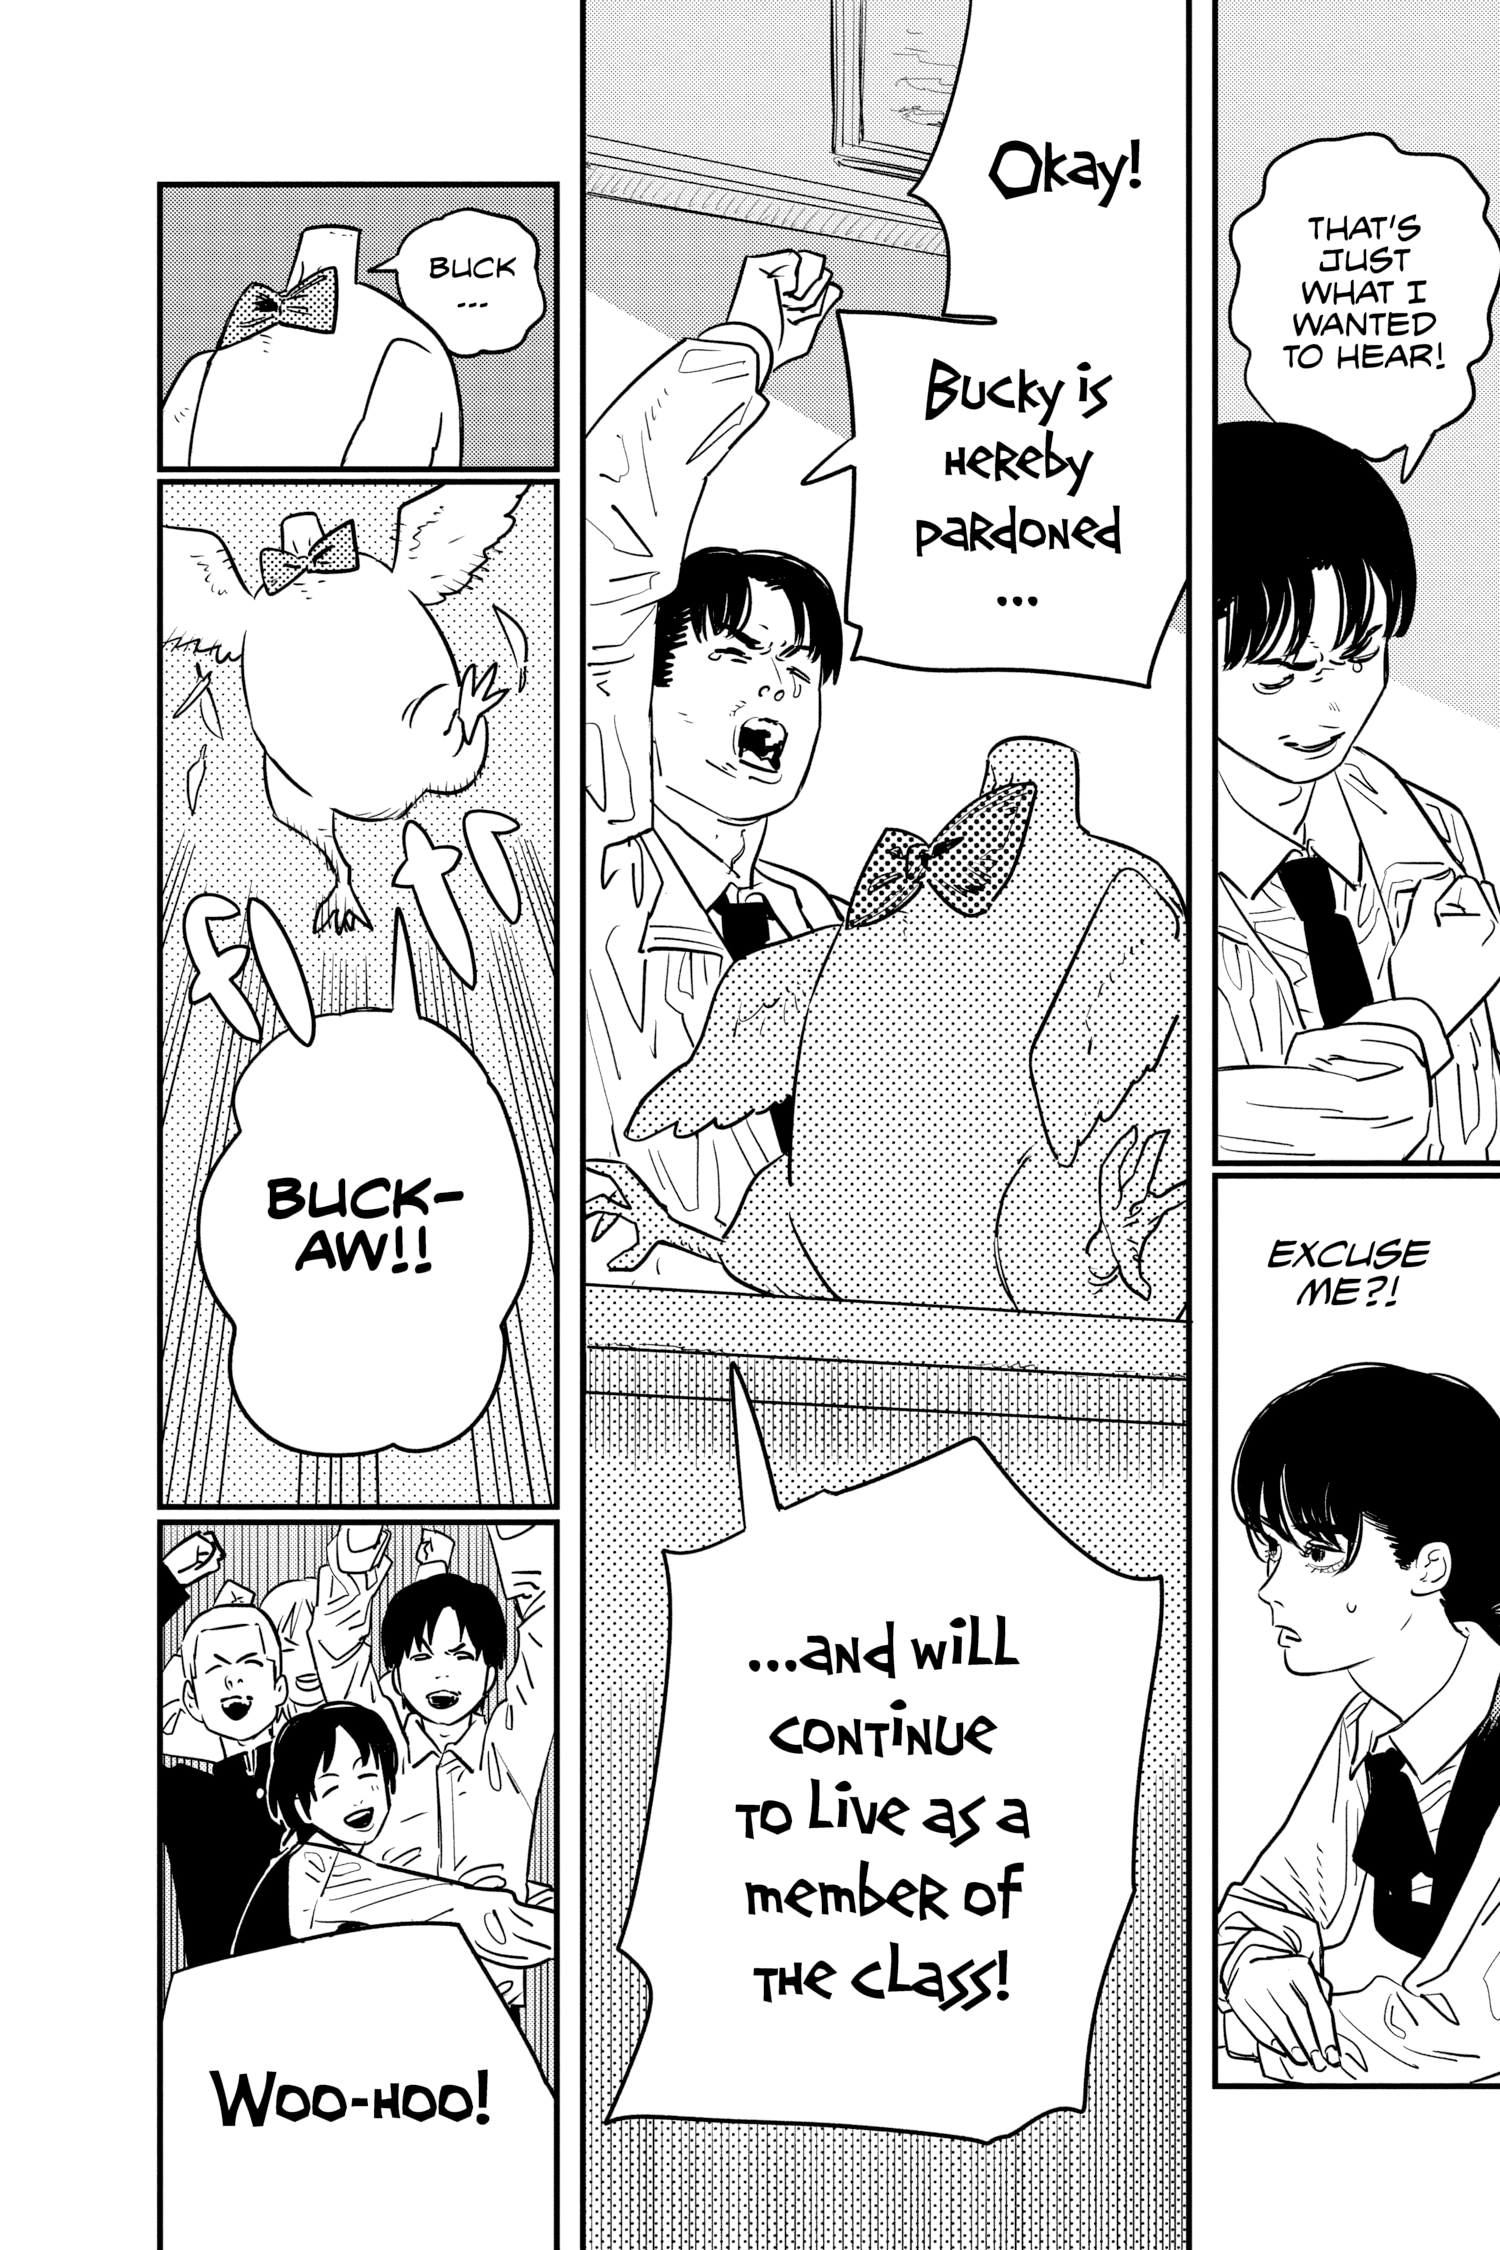 THAT'S
JUST
WHAT I
WANTED
TO HEAR!
EXCUSE
ME?!
Okay!
Bucky is
hereby
pardoned
...
...and will
continue
to live as a
member of
the class!
BUCK
...
flt
BUCK-
AW!!
Woo-hoo!